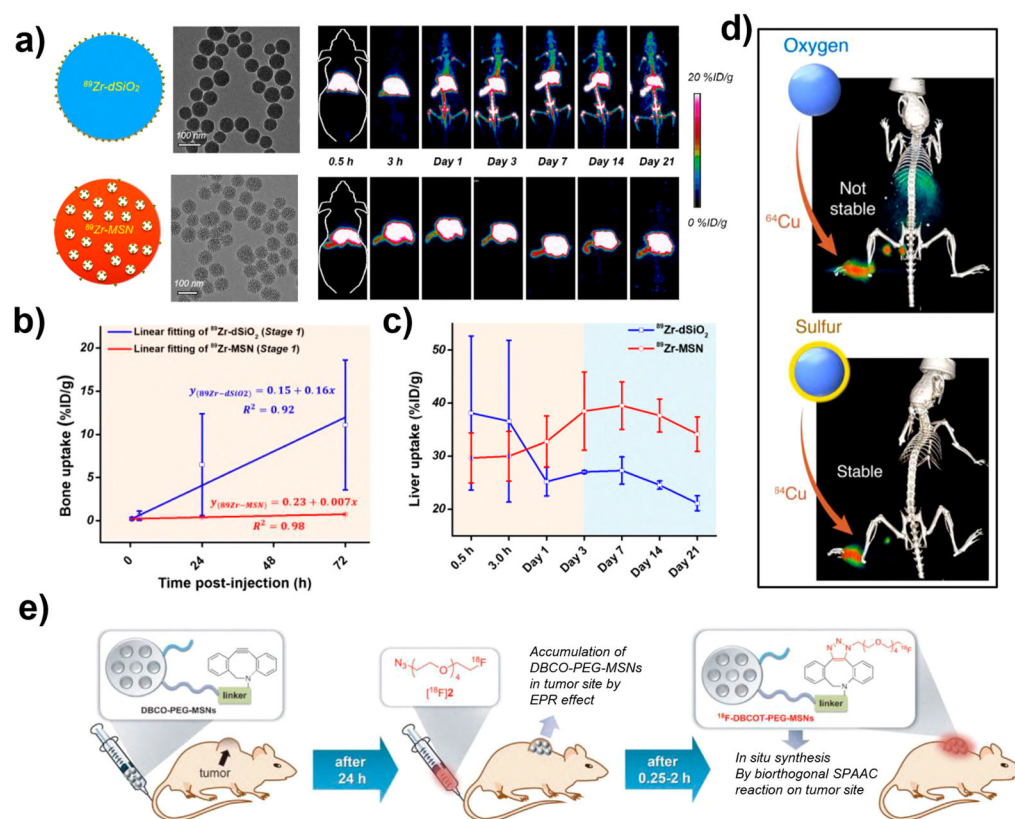 a)
⁸⁹Zr-dSiO₂
100 nm
20 %ID/g
0.5 h 3 h Day 1 Day 3 Day 7 Day 14 Day 21
0 %ID/g
⁸⁹Zr-MSN
100 nm
b)
Linear fitting of ⁸⁹Zr-dSiO₂ (Stage 1)
Linear fitting of ⁸⁹Zr-MSN (Stage 1)
y(89Zr−dSiO2) = 0.15 + 0.16x
R² = 0.92
y(89Zr−MSN) = 0.23 + 0.007x
R² = 0.98
Bone uptake (%ID/g)
20
15
10
5
0
0 24 48 72
Time post-injection (h)
c)
⁸⁹Zr-dSiO₂
⁸⁹Zr-MSN
Liver uptake (%ID/g)
50
40
30
20
0.5 h 3.0 h Day 1 Day 3 Day 7 Day 14 Day 21
d)
Oxygen
Not
stable
⁶⁴Cu
Sulfur
Stable
⁶⁴Cu
e)
DBCO-PEG-MSNs
N
linker
tumor
after
24 h
N₃ O 4 ¹⁸F
[¹⁸F]2
Accumulation of
DBCO-PEG-MSNs
in tumor site by
EPR effect
after
0.25-2 h
N N N O 4 ¹⁸F
N
linker
¹⁸F-DBCOT-PEG-MSNs
In situ synthesis
By biorthogonal SPAAC
reaction on tumor site